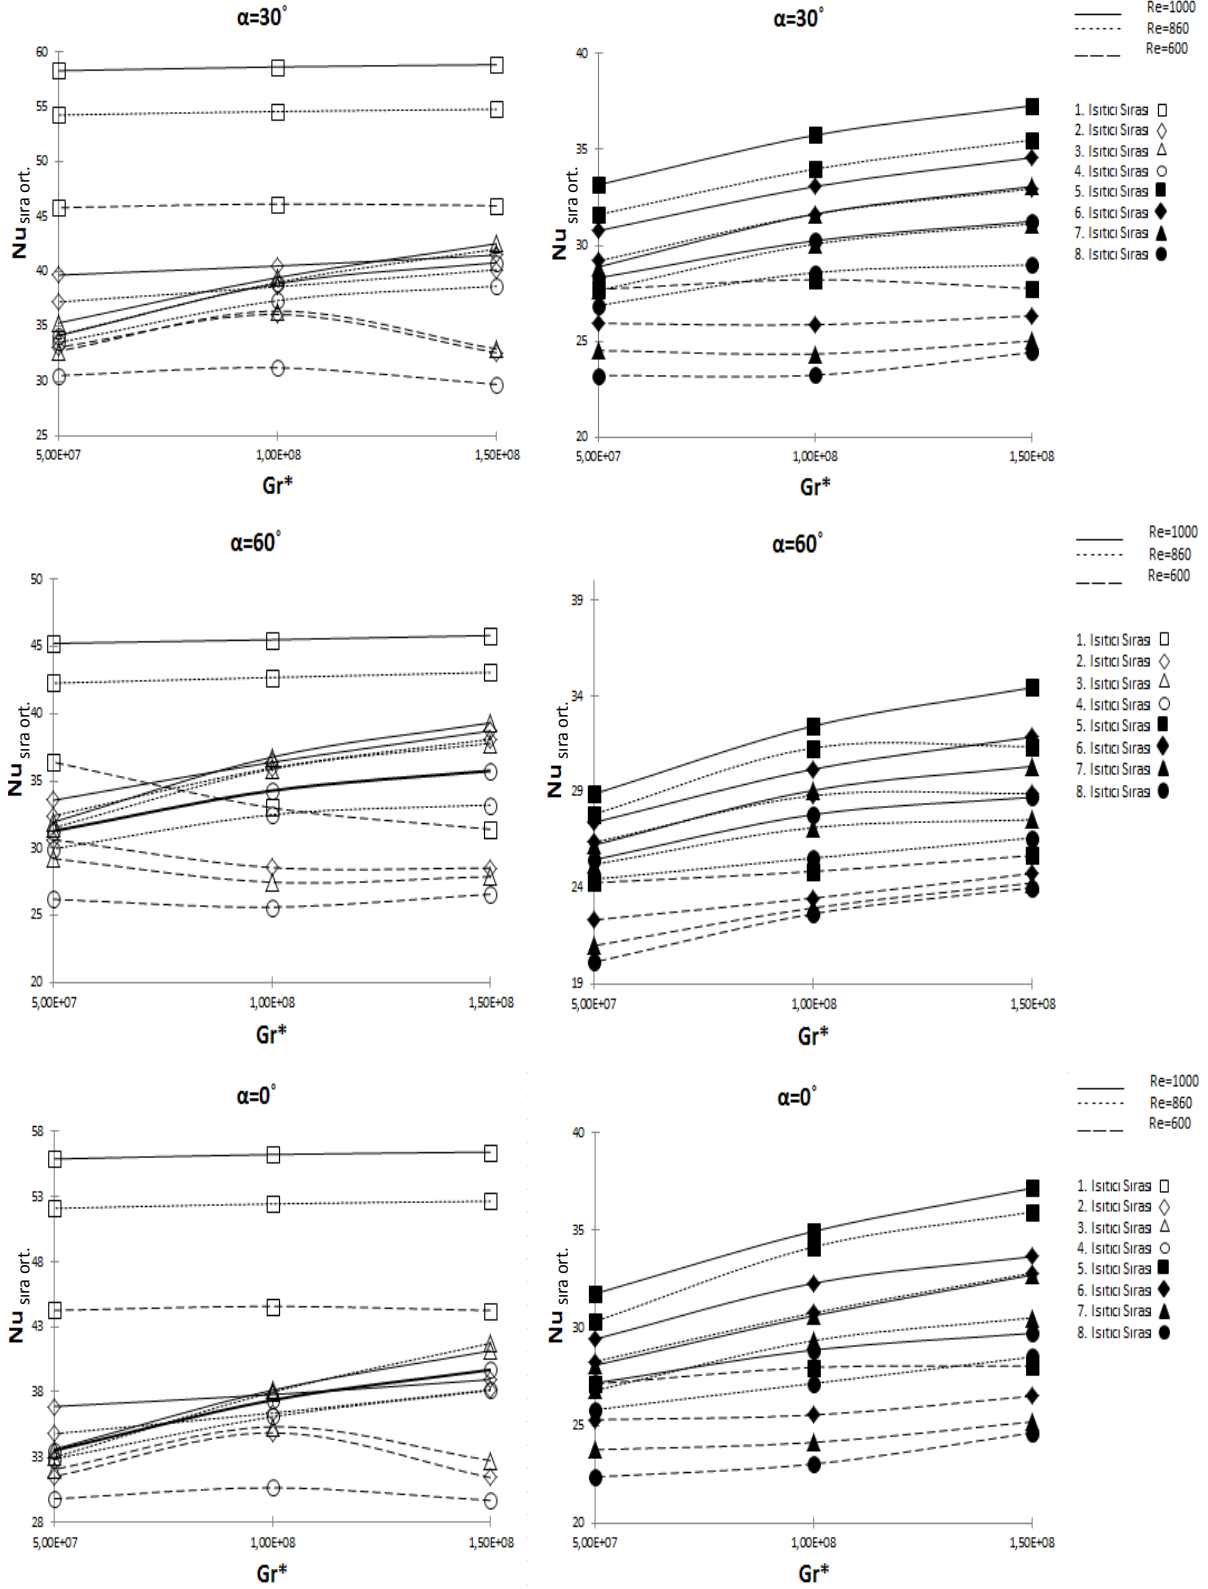 α=30°
60
55
50
45
40
35
30
25
Nu sıra ort.
5,00E+07 1,00E+08 1,50E+08
Gr*
α=30°
40
35
30
25
20
Nu sıra ort.
5,00E+07 1,00E+08 1,50E+08
Gr*
Re=1000
Re=860
Re=600
1. Isıtıcı Sırası
2. Isıtıcı Sırası
3. Isıtıcı Sırası
4. Isıtıcı Sırası
5. Isıtıcı Sırası
6. Isıtıcı Sırası
7. Isıtıcı Sırası
8. Isıtıcı Sırası
α=60°
50
45
40
35
30
25
20
Nu sıra ort.
5,00E+07 1,00E+08 1,50E+08
Gr*
α=60°
39
34
29
24
19
Nu sıra ort.
5,00E+07 1,00E+08 1,50E+08
Gr*
Re=1000
Re=860
Re=600
1. Isıtıcı Sırası
2. Isıtıcı Sırası
3. Isıtıcı Sırası
4. Isıtıcı Sırası
5. Isıtıcı Sırası
6. Isıtıcı Sırası
7. Isıtıcı Sırası
8. Isıtıcı Sırası
α=0°
58
53
48
43
38
33
28
Nu sıra ort.
5,00E+07 1,00E+08 1,50E+08
Gr*
α=0°
40
35
30
25
20
Nu sıra ort.
5,00E+07 1,00E+08 1,50E+08
Gr*
Re=1000
Re=860
Re=600
1. Isıtıcı Sırası
2. Isıtıcı Sırası
3. Isıtıcı Sırası
4. Isıtıcı Sırası
5. Isıtıcı Sırası
6. Isıtıcı Sırası
7. Isıtıcı Sırası
8. Isıtıcı Sırası